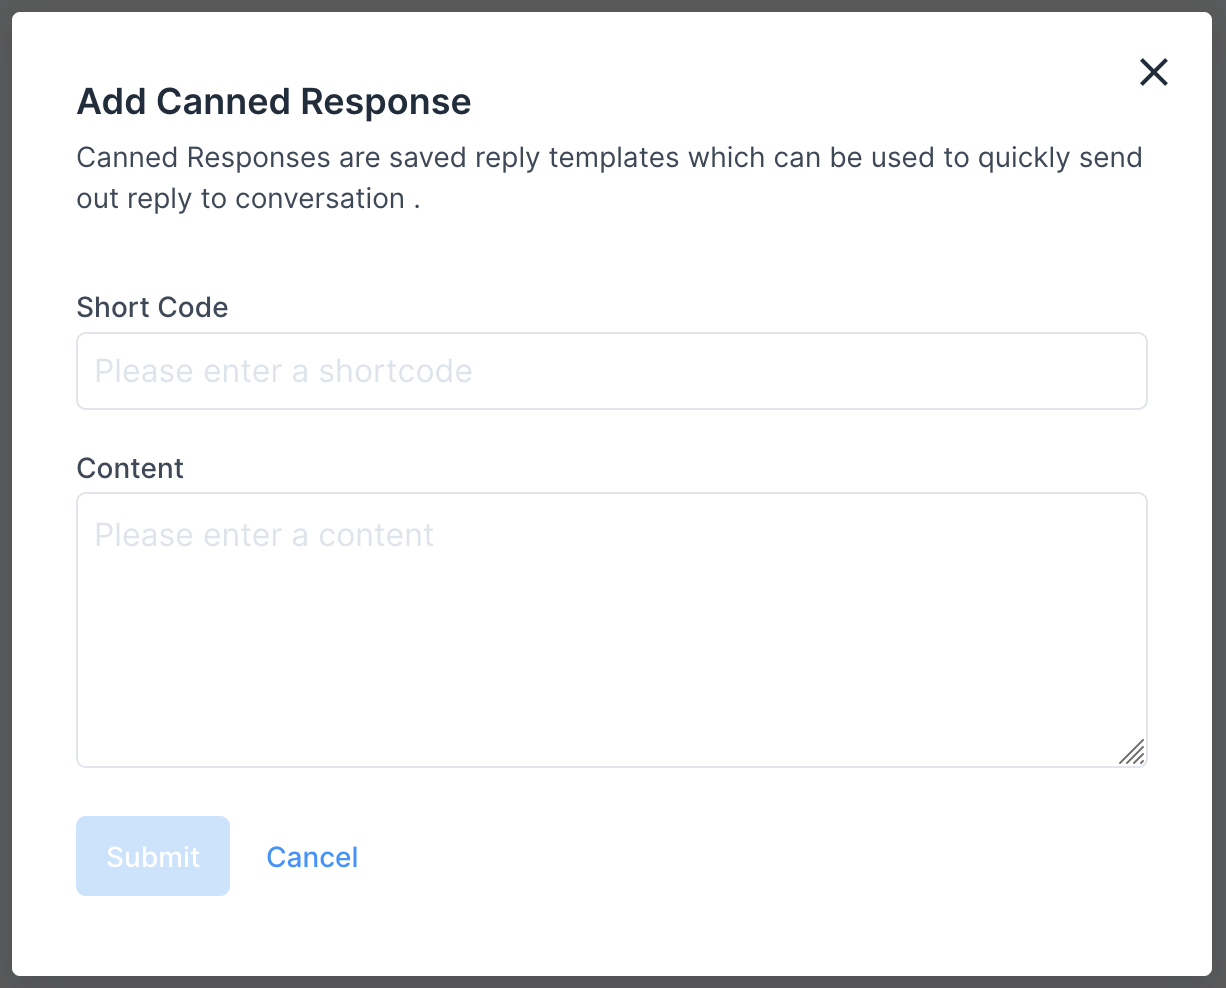 Add Canned Response
Canned Responses are saved reply templates which can be used to quickly send
out reply to conversation .
Short Code
Please enter a shortcode
Content
Please enter a content
Submit
Cancel